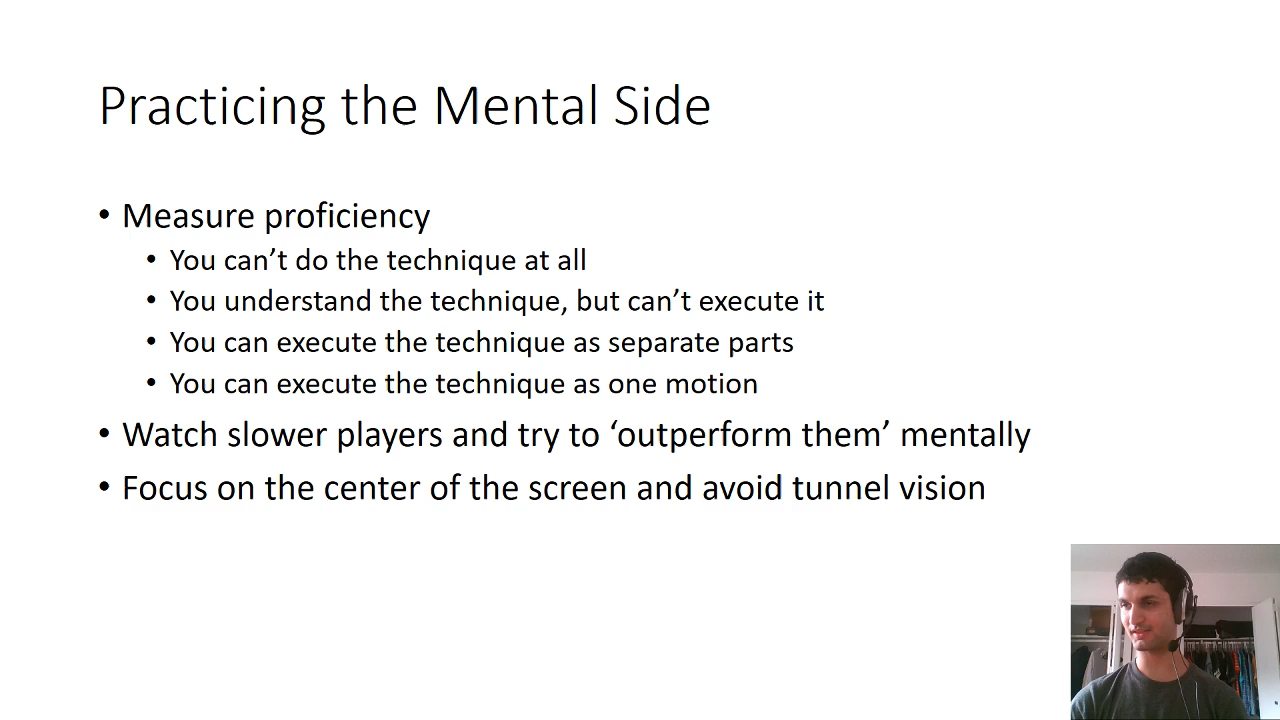 Practicing the Mental Side
• Measure proficiency
• You can’t do the technique at all
• You understand the technique, but can’t execute it
• You can execute the technique as separate parts
• You can execute the technique as one motion
• Watch slower players and try to ‘outperform them’ mentally
• Focus on the center of the screen and avoid tunnel vision